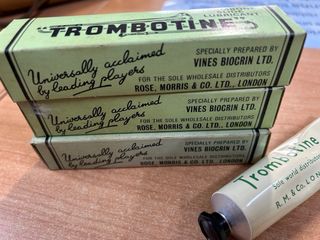 SLIDE LUBRICANT
"TROMBOTINE"
Universally acclaimed
by leading players
SPECIALLY PREPARED BY
VINES BIOCRIN LTD.
FOR THE SOLE WHOLESALE DISTRIBUTORS
ROSE, MORRIS & CO. LTD., LONDON
Universally acclaimed
by leading players
SPECIALLY PREPARED BY
VINES BIOCRIN LTD.
FOR THE SOLE WHOLESALE DISTRIBUTORS
ROSE, MORRIS & CO. LTD., LONDON
Universally acclaimed
by leading players
SPECIALLY PREPARED BY
VINES BIOCRIN LTD.
FOR THE SOLE WHOLESALE DISTRIBUTORS
ROSE, MORRIS & CO. LTD., LONDON
Trombotine
Sole world distributors
R. M. & Co. LON